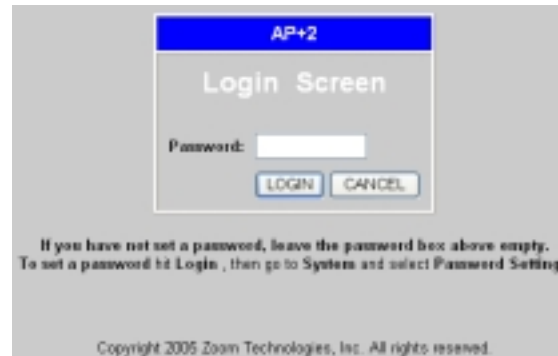 AP+2
Login Screen
Password:
LOGIN CANCEL
If you have not set a password, leave the password box above empty.
To set a password hit Login , then go to System and select Password Setting
Copyright 2005 Zoom Technologies, Inc. All rights reserved.